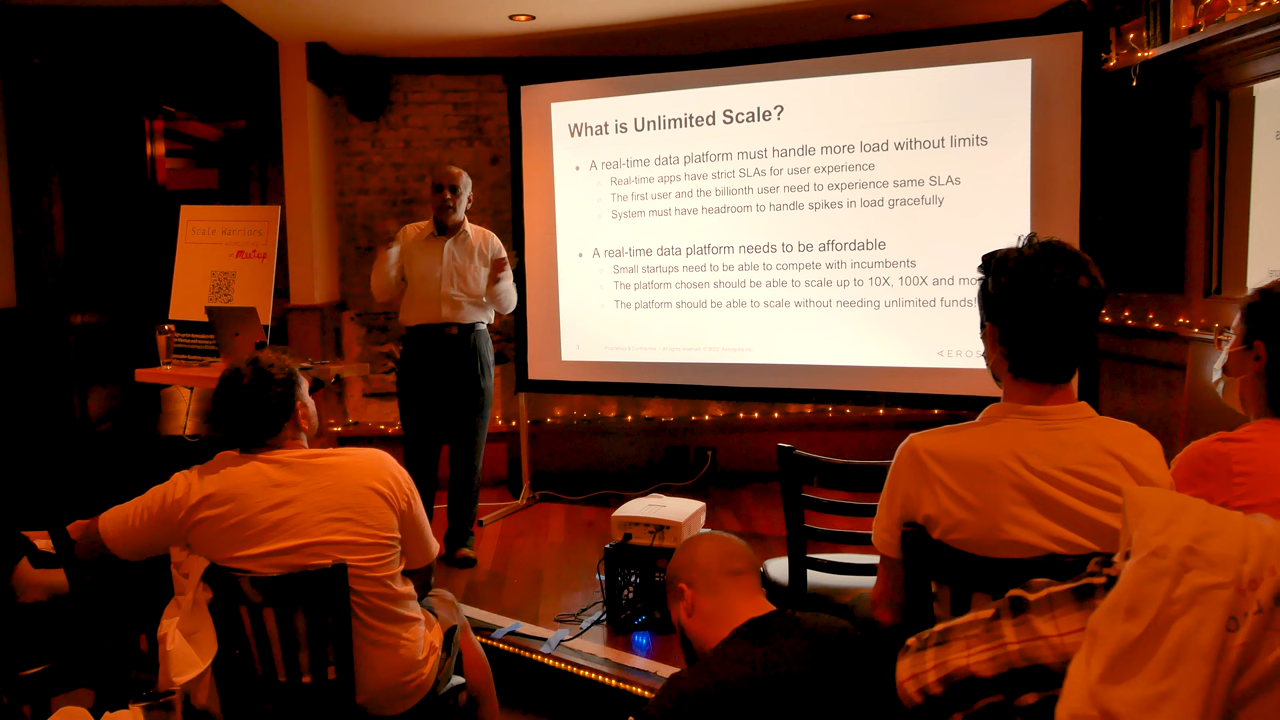 What is Unlimited Scale?
A real-time data platform must handle more load without limits
Real-time apps have strict SLAs for user experience
The first user and the billionth user need to experience same SLAs
System must have headroom to handle spikes in load gracefully
A real-time data platform needs to be affordable
Small startups need to be able to compete with incumbents
The platform chosen should be able to scale up to 10X, 100X and mo
The platform should be able to scale without needing unlimited funds!
AEROS
Scale Warriors
Meetup